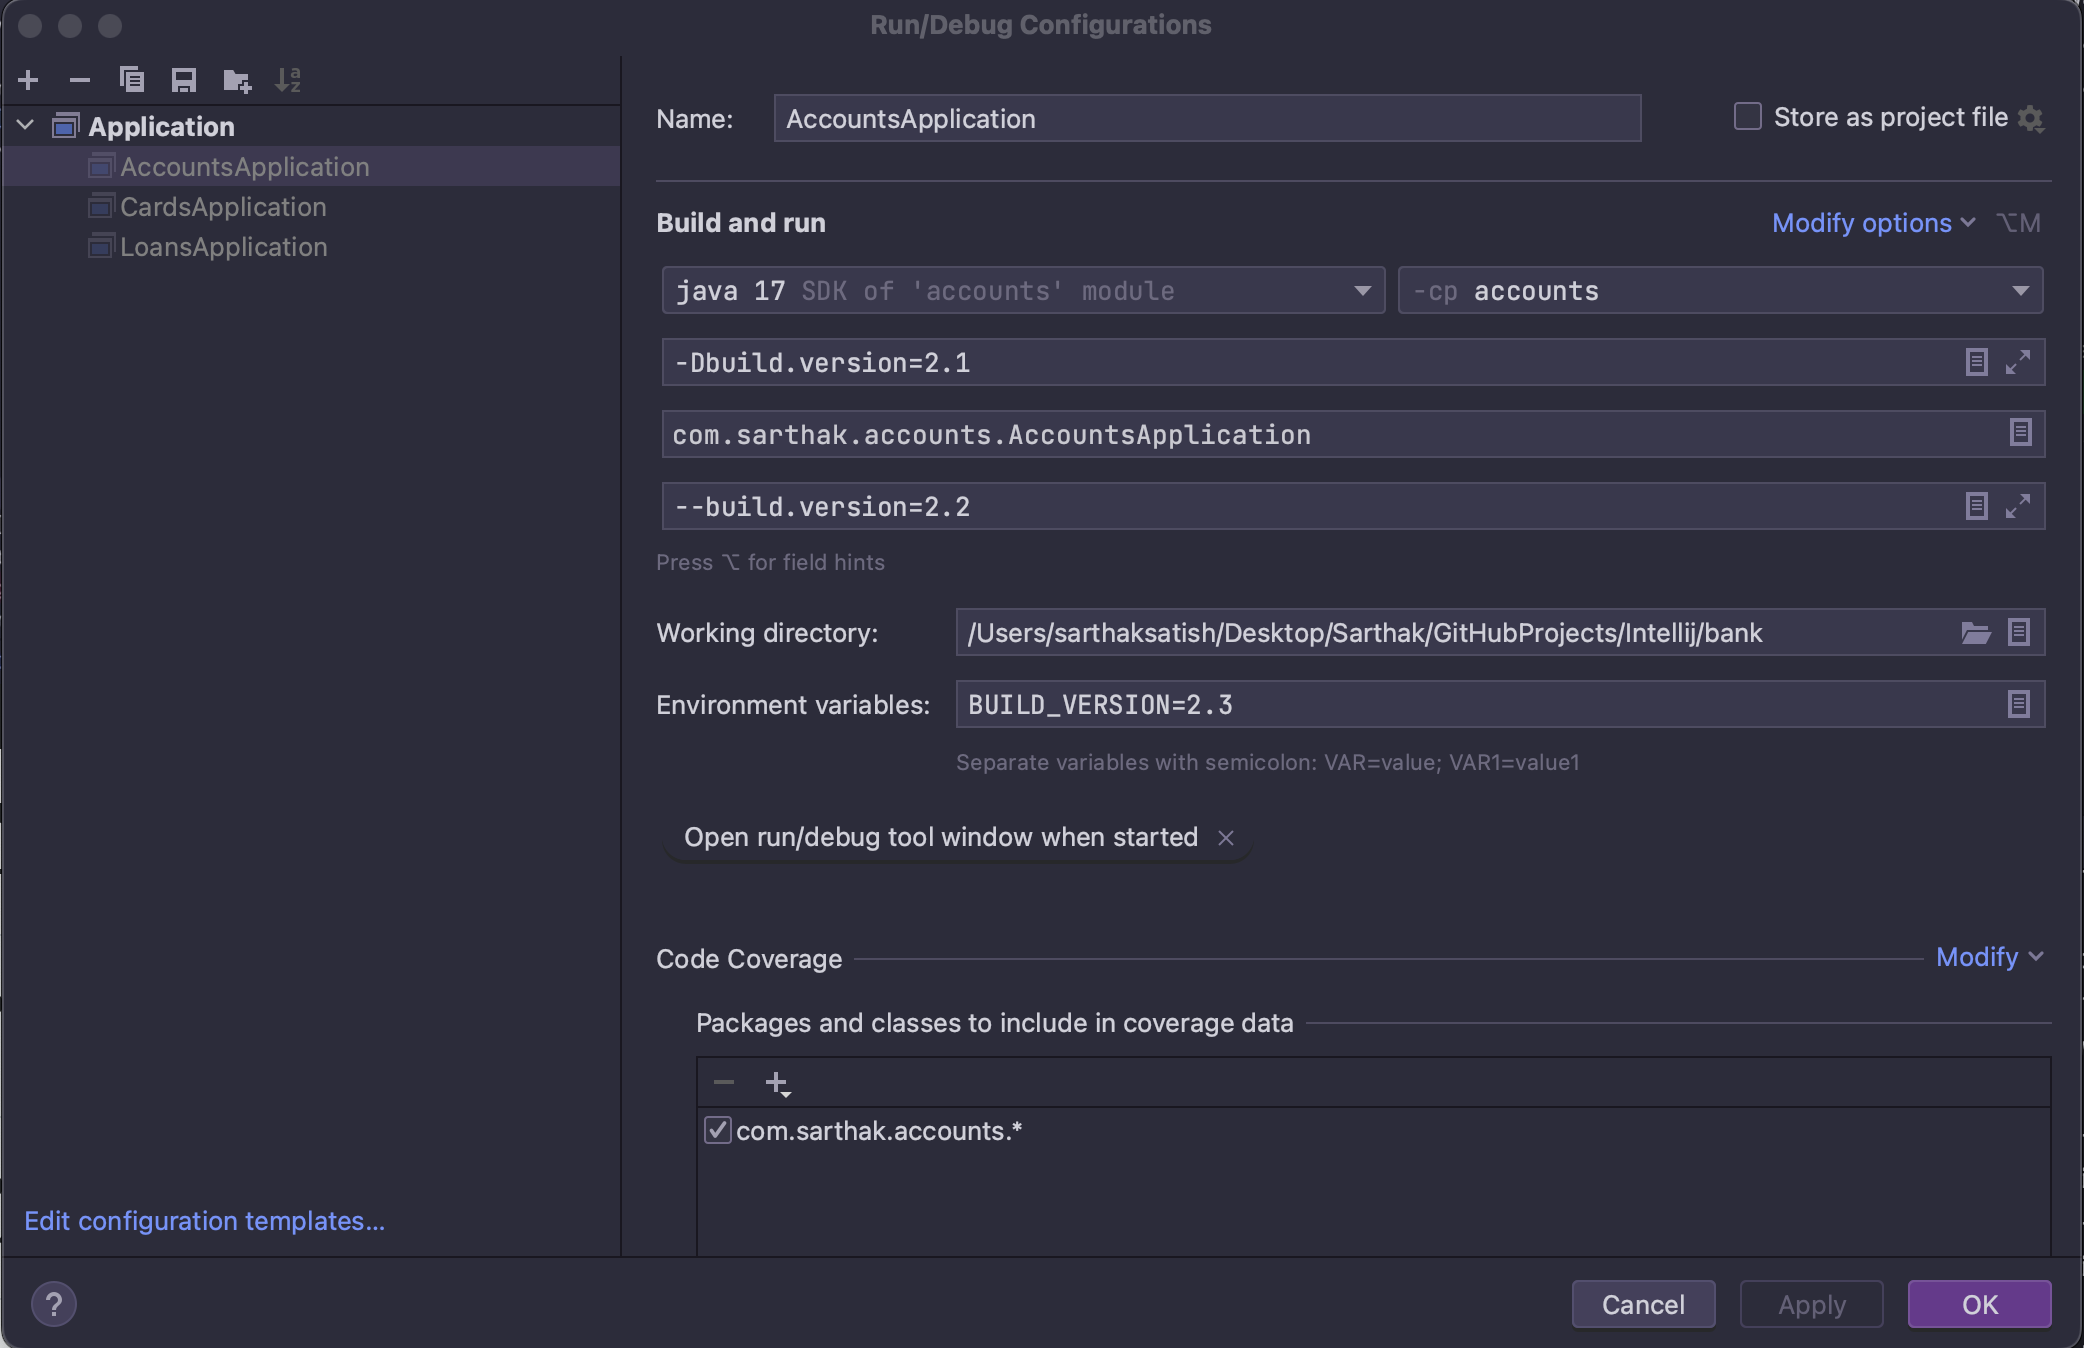 Run/Debug Configurations
Application
AccountsApplication
CardsApplication
LoansApplication
Edit configuration templates...
Name: AccountsApplication
Store as project file
Build and run
Modify options ⌥M
java 17 SDK of 'accounts' module
-cp accounts
-Dbuild.version=2.1
com.sarthak.accounts.AccountsApplication
--build.version=2.2
Press ⌥ for field hints
Working directory: /Users/sarthaksatish/Desktop/Sarthak/GitHubProjects/Intellij/bank
Environment variables: BUILD_VERSION=2.3
Separate variables with semicolon: VAR=value; VAR1=value1
Open run/debug tool window when started ×
Code Coverage
Modify
Packages and classes to include in coverage data
com.sarthak.accounts.*
?
Cancel
Apply
OK